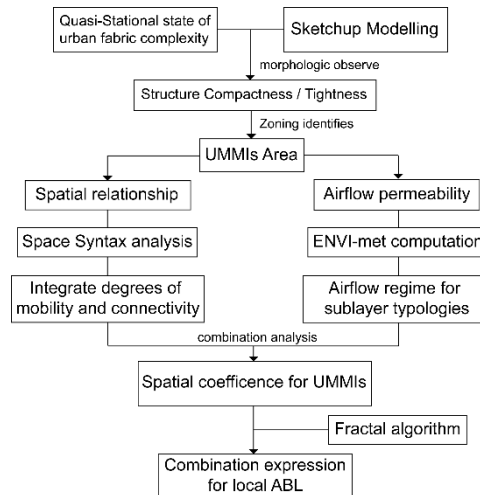 Quasi-Stational state of
urban fabric complexity
Sketchup Modelling
morphologic observe
Structure Compactness / Tightness
Zoning identifies
UMMIs Area
Spatial relationship
Airflow permeability
Space Syntax analysis
ENVI-met computation
Integrate degrees of
mobility and connectivity
Airflow regime for
sublayer typologies
combination analysis
Spatial coefficence for UMMIs
Fractal algorithm
Combination expression
for local ABL